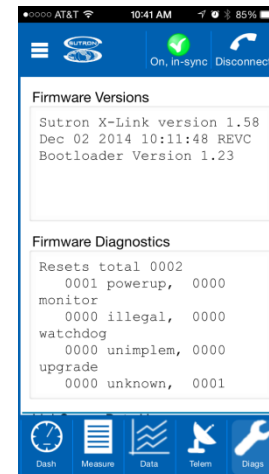 AT&T 10:41 AM 85%
SUTRON
On, in-sync Disconnect
Firmware Versions
Sutron X-Link version 1.58
Dec 02 2014 10:11:48 REVC
Bootloader Version 1.23
Firmware Diagnostics
Resets total 0002
0001 powerup, 0000
monitor
0000 illegal, 0000
watchdog
0000 unimplem, 0000
upgrade
0000 unknown, 0001
Dash Measure Data Telem Diags